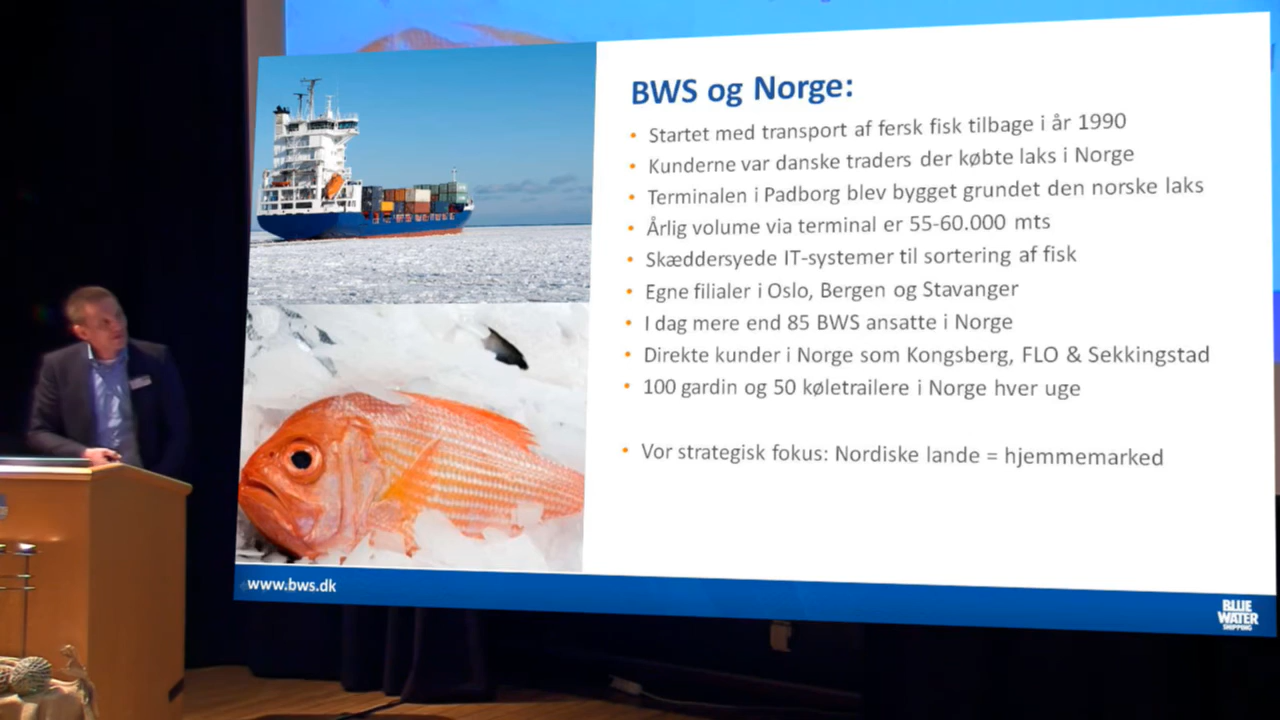 BWS og Norge:
• Startet med transport af fersk fisk tilbage i år 1990
• Kunderne var danske traders der købte laks i Norge
• Terminalen i Padborg blev bygget grundet den norske laks
• Årlig volume via terminal er 55-60.000 mts
• Skæddersyede IT-systemer til sortering af fisk
• Egne filialer i Oslo, Bergen og Stavanger
• I dag mere end 85 BWS ansatte i Norge
• Direkte kunder i Norge som Kongsberg, FLO & Sekkingstad
• 100 gardin og 50 køletrailere i Norge hver uge
• Vor strategisk fokus: Nordiske lande = hjemmemarked
www.bws.dk
BLUE
WATER
SHIPPING